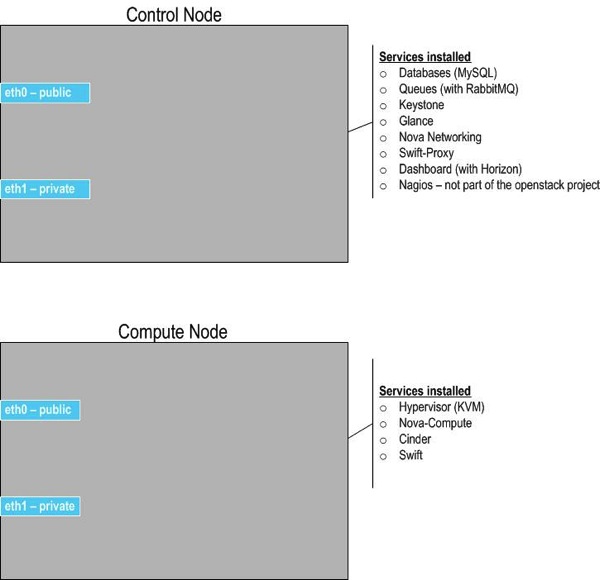 Control Node
eth0 – public
eth1 – private
Services installed
o Databases (MySQL)
o Queues (with RabbitMQ)
o Keystone
o Glance
o Nova Networking
o Swift-Proxy
o Dashboard (with Horizon)
o Nagios – not part of the openstack project
Compute Node
eth0 – public
eth1 – private
Services installed
o Hypervisor (KVM)
o Nova-Compute
o Cinder
o Swift